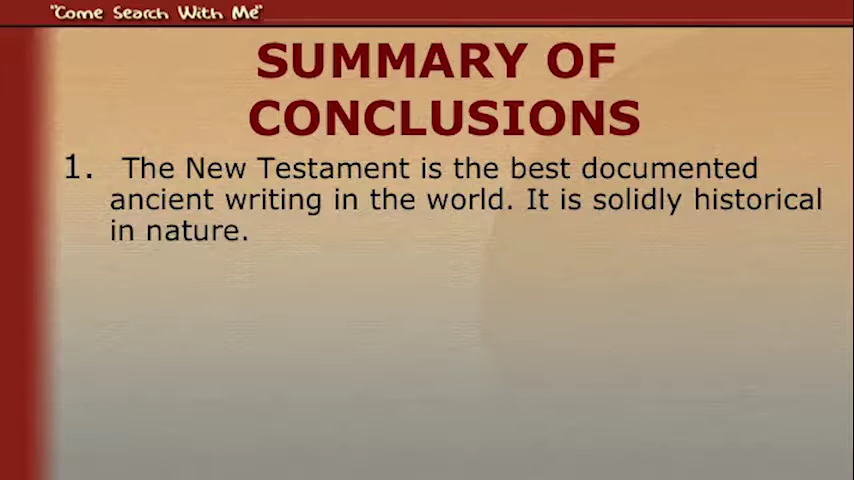 "Come Search With Me"
SUMMARY OF
CONCLUSIONS
1. The New Testament is the best documented
ancient writing in the world. It is solidly historical
in nature.